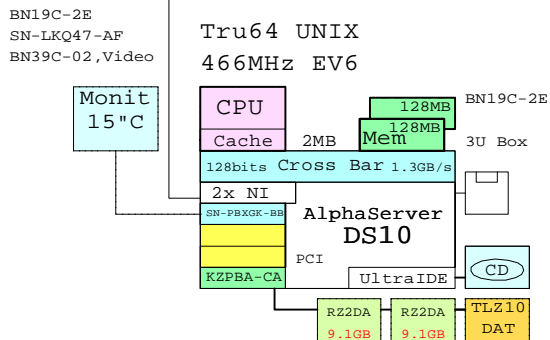 BN19C-2E
SN-LKQ47-AF
BN39C-02,Video
Tru64 UNIX
466MHz EV6
Monit
15"C
CPU
Cache
2MB
128MB
128MB
Mem
BN19C-2E
3U Box
128bits Cross Bar 1.3GB/s
2x NI
SN-PBXGK-BB
AlphaServer
DS10
PCI
KZPBA-CA
UltraIDE
CD
RZ2DA
9.1GB
RZ2DA
9.1GB
TLZ10
DAT